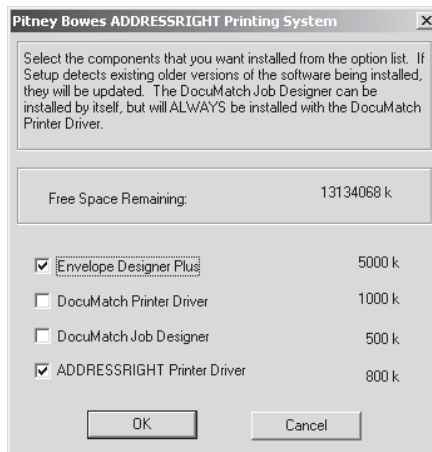 Pitney Bowes ADDRESSRIGHT Printing System
Select the components that you want installed from the option list. If
Setup detects existing older versions of the software being installed,
they will be updated. The DocuMatch Job Designer can be
installed by itself, but will ALWAYS be installed with the DocuMatch
Printer Driver.
Free Space Remaining: 13134068 k
Envelope Designer Plus 5000 k
DocuMatch Printer Driver 1000 k
DocuMatch Job Designer 500 k
ADDRESSRIGHT Printer Driver 800 k
OK Cancel